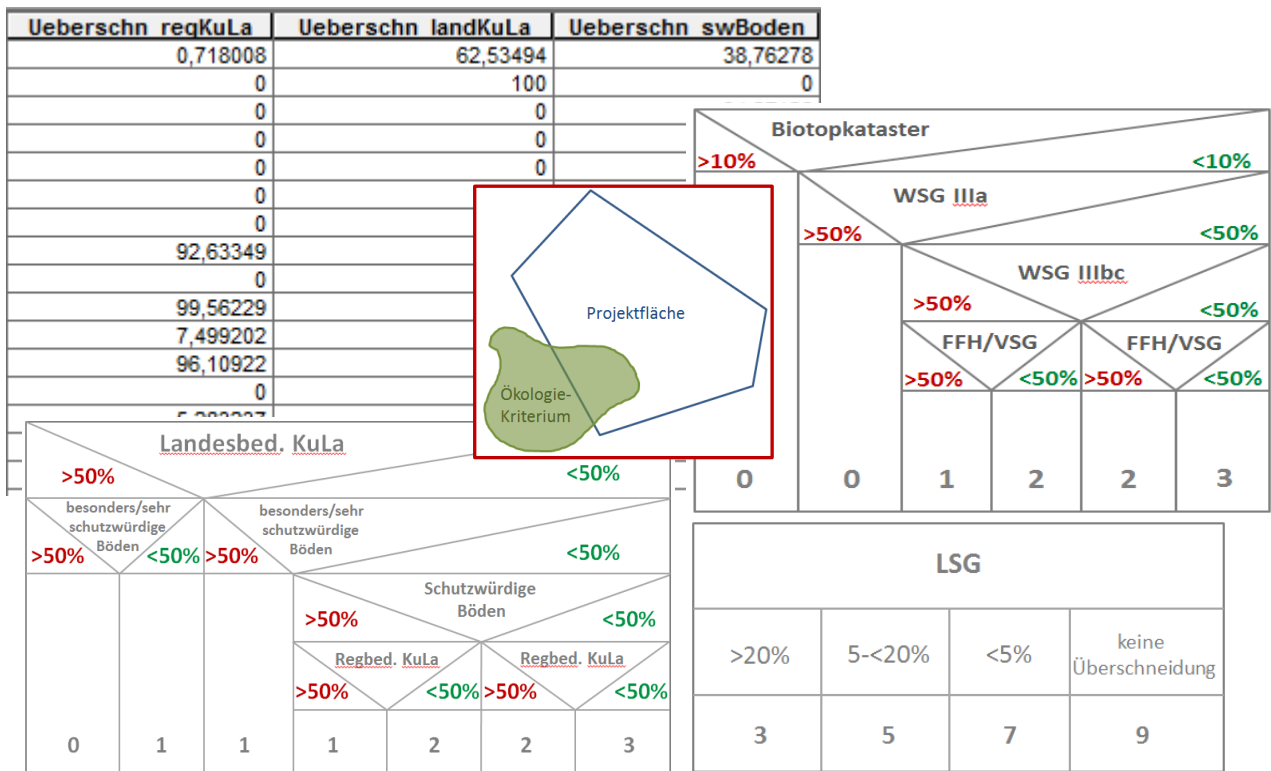 Ueberschn_regKuLa Ueberschn_landKuLa Ueberschn_swBoden
0,718008 62,53494 38,76278
0 100 0
0 0
0 0
0 0
0
0
92,63349
0
99,56229
7,499202
96,10922
0
Projektfläche
Ökologie-
Kriterium
Biotopkataster
>10% <10%
WSG IIIa
>50% <50%
WSG IIIbc
>50% <50%
FFH/VSG FFH/VSG
>50% <50% >50% <50%
0 0 1 2 2 3
Landesbed. KuLa
>50% <50%
besonders/sehr
schutzwürdige
Böden
>50% <50%
besonders/sehr
schutzwürdige
Böden
>50% <50%
Schutzwürdige
Böden
>50% <50%
Regbed. KuLa Regbed. KuLa
>50% <50% >50% <50%
0 1 1 1 2 2 3
LSG
>20% 5-<20% <5% keine
Überschneidung
3 5 7 9